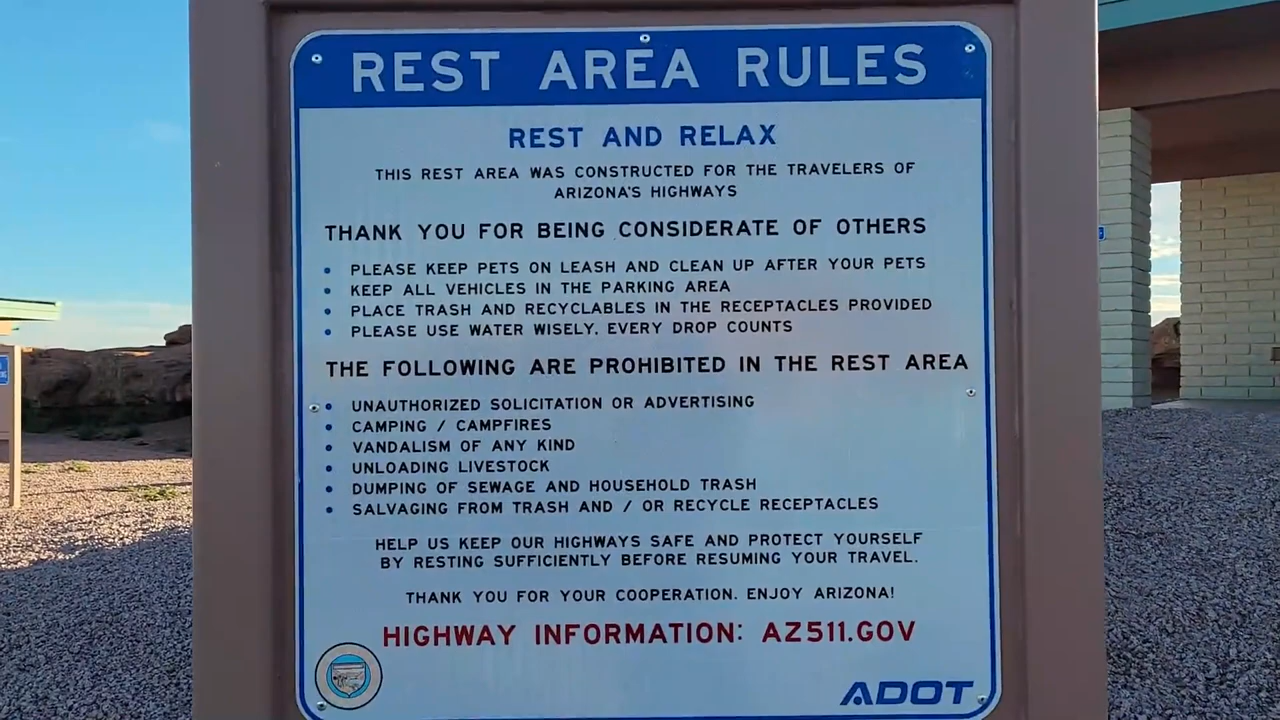 REST AREA RULES
REST AND RELAX
THIS REST AREA WAS CONSTRUCTED FOR THE TRAVELERS OF
ARIZONA'S HIGHWAYS
THANK YOU FOR BEING CONSIDERATE OF OTHERS
• PLEASE KEEP PETS ON LEASH AND CLEAN UP AFTER YOUR PETS
• KEEP ALL VEHICLES IN THE PARKING AREA
• PLACE TRASH AND RECYCLABLES IN THE RECEPTACLES PROVIDED
• PLEASE USE WATER WISELY. EVERY DROP COUNTS
THE FOLLOWING ARE PROHIBITED IN THE REST AREA
• UNAUTHORIZED SOLICITATION OR ADVERTISING
• CAMPING / CAMPFIRES
• VANDALISM OF ANY KIND
• UNLOADING LIVESTOCK
• DUMPING OF SEWAGE AND HOUSEHOLD TRASH
• SALVAGING FROM TRASH AND / OR RECYCLE RECEPTACLES
HELP US KEEP OUR HIGHWAYS SAFE AND PROTECT YOURSELF
BY RESTING SUFFICIENTLY BEFORE RESUMING YOUR TRAVEL.
THANK YOU FOR YOUR COOPERATION. ENJOY ARIZONA!
HIGHWAY INFORMATION: AZ511.GOV
ADOT